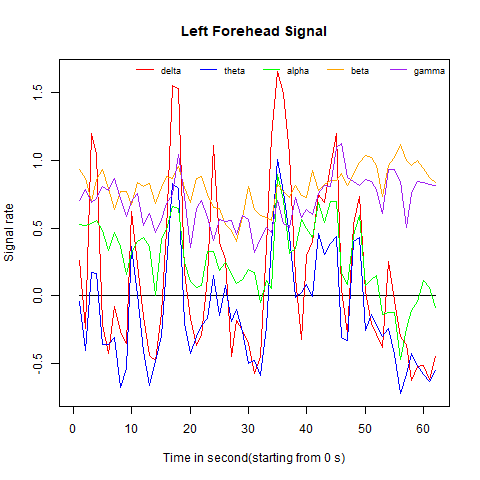 Left Forehead Signal
delta theta alpha beta gamma
Signal rate
1.5
1.0
0.5
0.0
-0.5
0 10 20 30 40 50 60
Time in second(starting from 0 s)